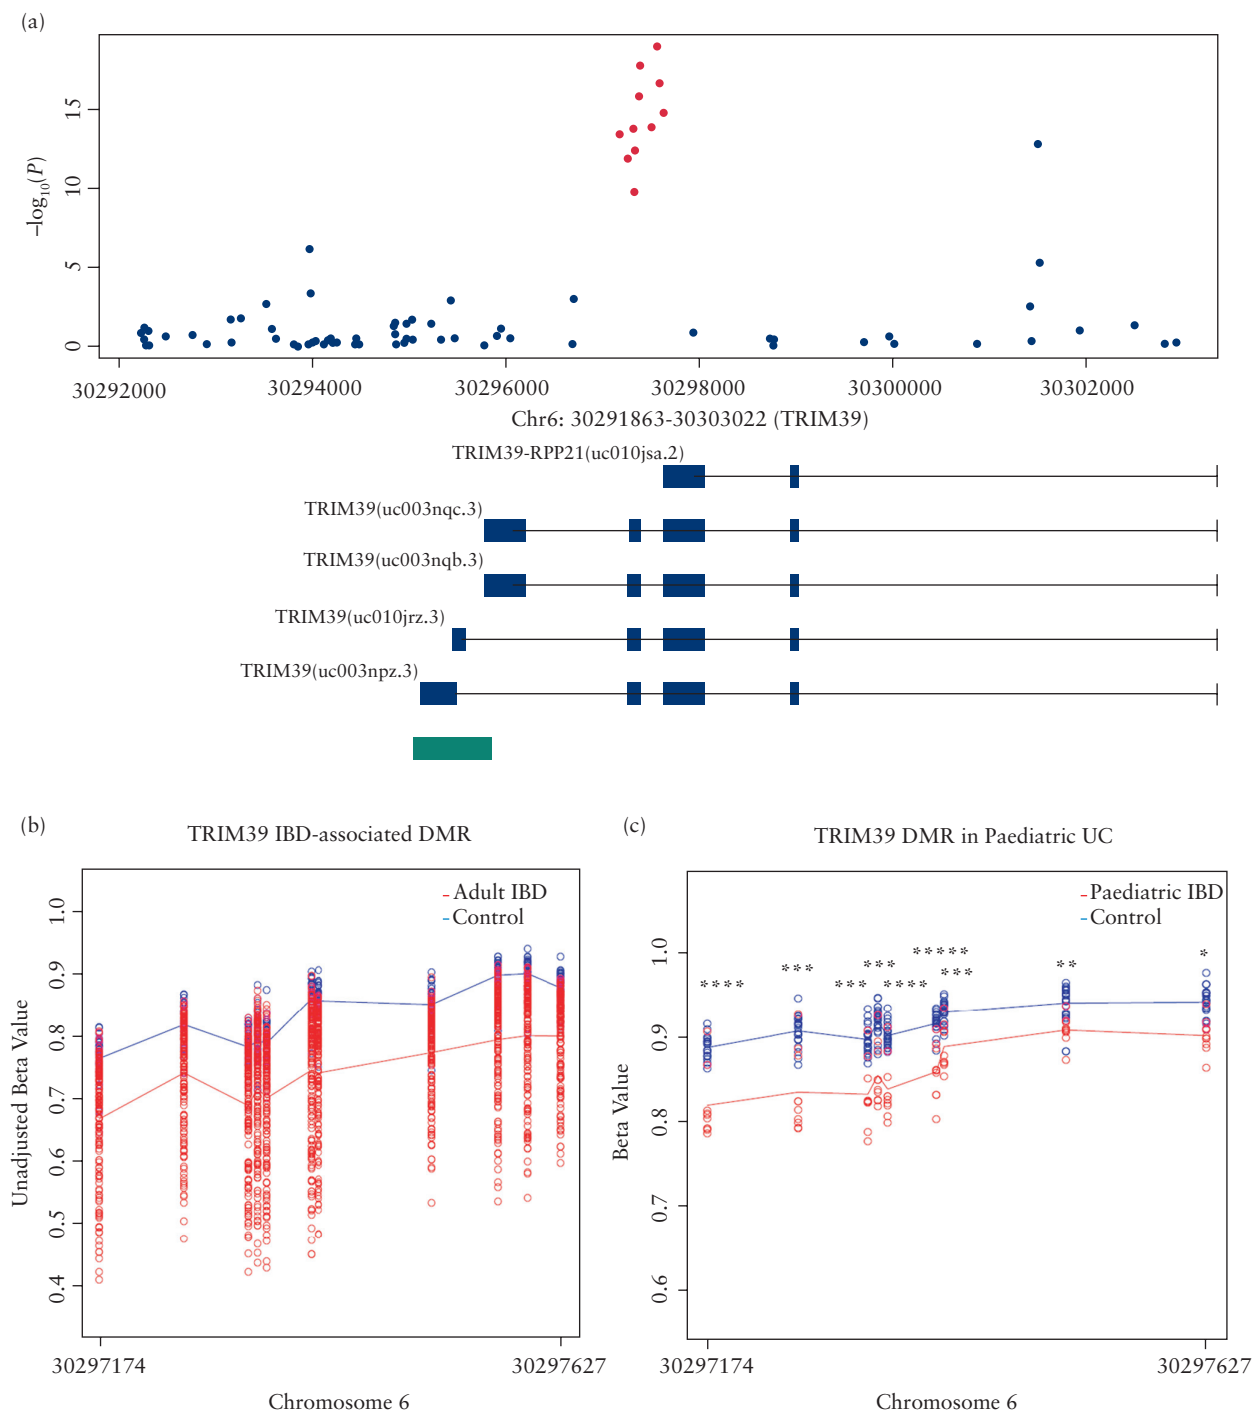 (a)
15
10
5
0
–log10(P)
30292000 30294000 30296000 30298000 30300000 30302000
Chr6: 30291863-30303022 (TRIM39)
TRIM39-RPP21(uc010jsa.2)
TRIM39(uc003nqc.3)
TRIM39(uc003nqb.3)
TRIM39(uc010jrz.3)
TRIM39(uc003npz.3)
(b)
TRIM39 IBD-associated DMR
Adult IBD
Control
1.0
0.9
0.8
0.7
0.6
0.5
0.4
Unadjusted Beta Value
30297174 30297627
Chromosome 6
(c)
TRIM39 DMR in Paediatric UC
Paediatric IBD
Control
1.0
0.9
0.8
0.7
0.6
Beta Value
**** *** *** *** **** ***** *** ** *
30297174 30297627
Chromosome 6